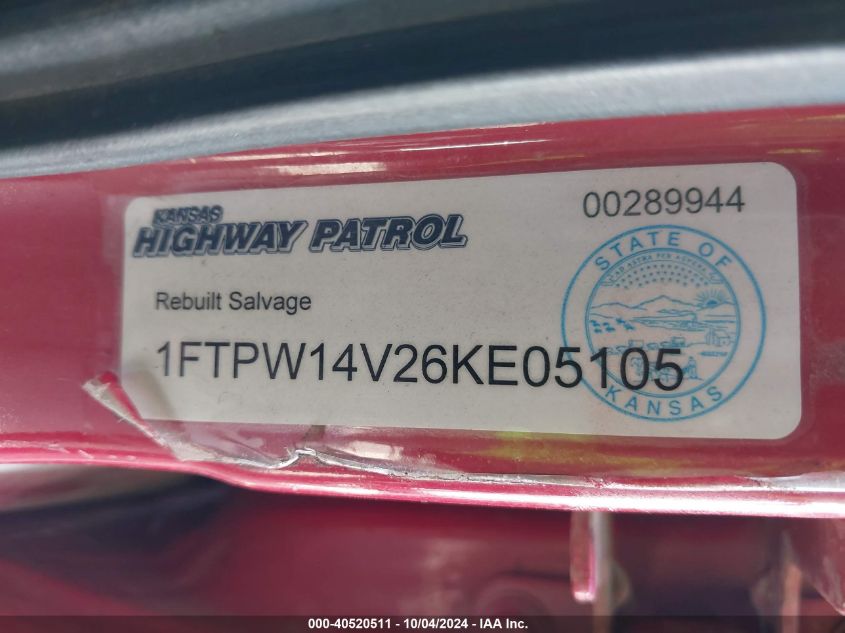 KANSAS
HIGHWAY PATROL
00289944
STATE OF
Rebuilt Salvage
1FTPW14V26KE05105
KANSAS
000-40520511 - 10/04/2024 - IAA Inc.